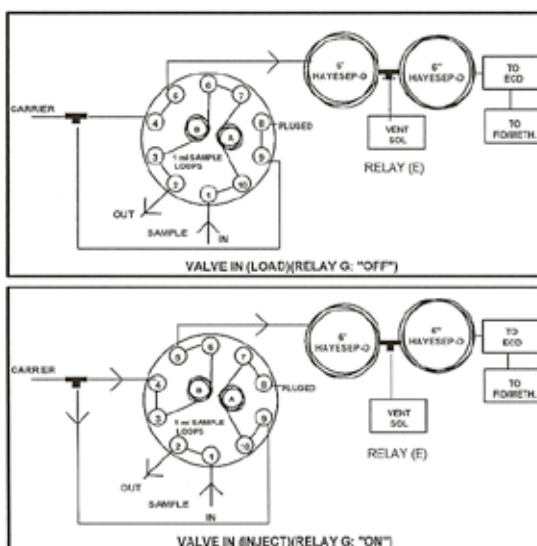 6'
HAYESEP-D
6"
HAYESEP-D
TO
ECD
TO
FID/METH.
VENT
SOL
RELAY (E)
CARRIER
5
6
7
4
8
PLUGED
B
A
3
9
1 ml SAMPLE
LOOPS
2
1
10
OUT
SAMPLE
IN
VALVE IN (LOAD)(RELAY G: "OFF")
6'
HAYESEP-D
6"
HAYESEP-D
TO
ECD
TO
FID/METH.
VENT
SOL
RELAY (E)
CARRIER
5
6
7
4
8
PLUGED
B
A
3
9
1 ml SAMPLE
LOOPS
2
1
10
OUT
SAMPLE
IN
VALVE IN (INJECT)(RELAY G: "ON")